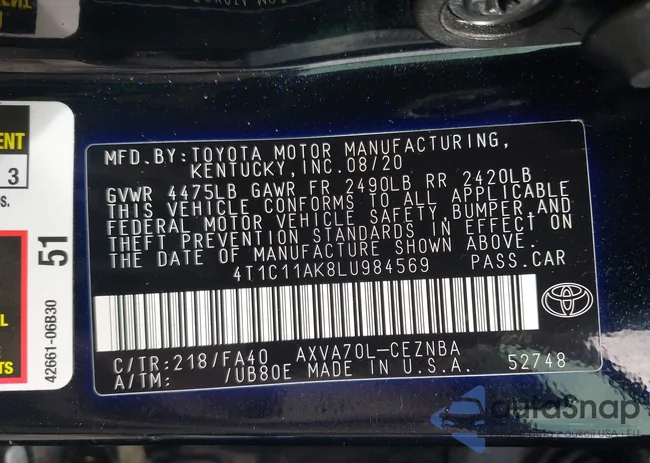 MFD.BY:TOYOTA MOTOR MANUFACTURING,
KENTUCKY,INC.08/20
GVWR 4475LB GAWR FR 2490LB RR 2420LB
THIS VEHICLE CONFORMS TO ALL APPLICABLE
FEDERAL MOTOR VEHICLE SAFETY,BUMPER,AND
THEFT PREVENTION STANDARDS IN EFFECT ON
THE DATE OF MANUFACTURE SHOWN ABOVE.
4T1C11AK8LU984569 PASS.CAR
C/TR:218/FA40 AXVA70L-CEZNBA
A/TM: /UB80E MADE IN U.S.A. 52748
ENT
3
S.
51
42661-06B30
L
TS
autoSnap